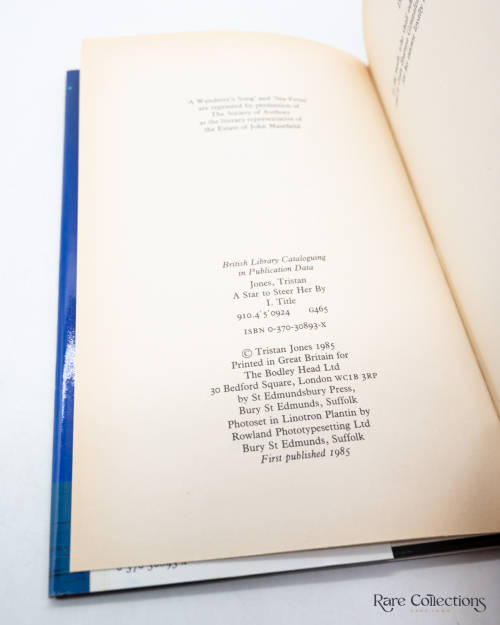 'A Wanderer's Song' and 'Sea-Fever'
are reprinted by permission of
The Society of Authors
as the literary representative of
the Estate of John Masefield.
British Library Cataloguing
in Publication Data
Jones, Tristan
A Star to Steer Her By
I. Title
910.4'5'0924 G465
ISBN 0-370-30893-X
© Tristan Jones 1985
Printed in Great Britain for
The Bodley Head Ltd
30 Bedford Square, London WC1B 3RP
by St Edmundsbury Press,
Bury St Edmunds, Suffolk
Photoset in Linotron Plantin by
Rowland Phototypesetting Ltd
Bury St Edmunds, Suffolk
First published 1985
Rare Collections